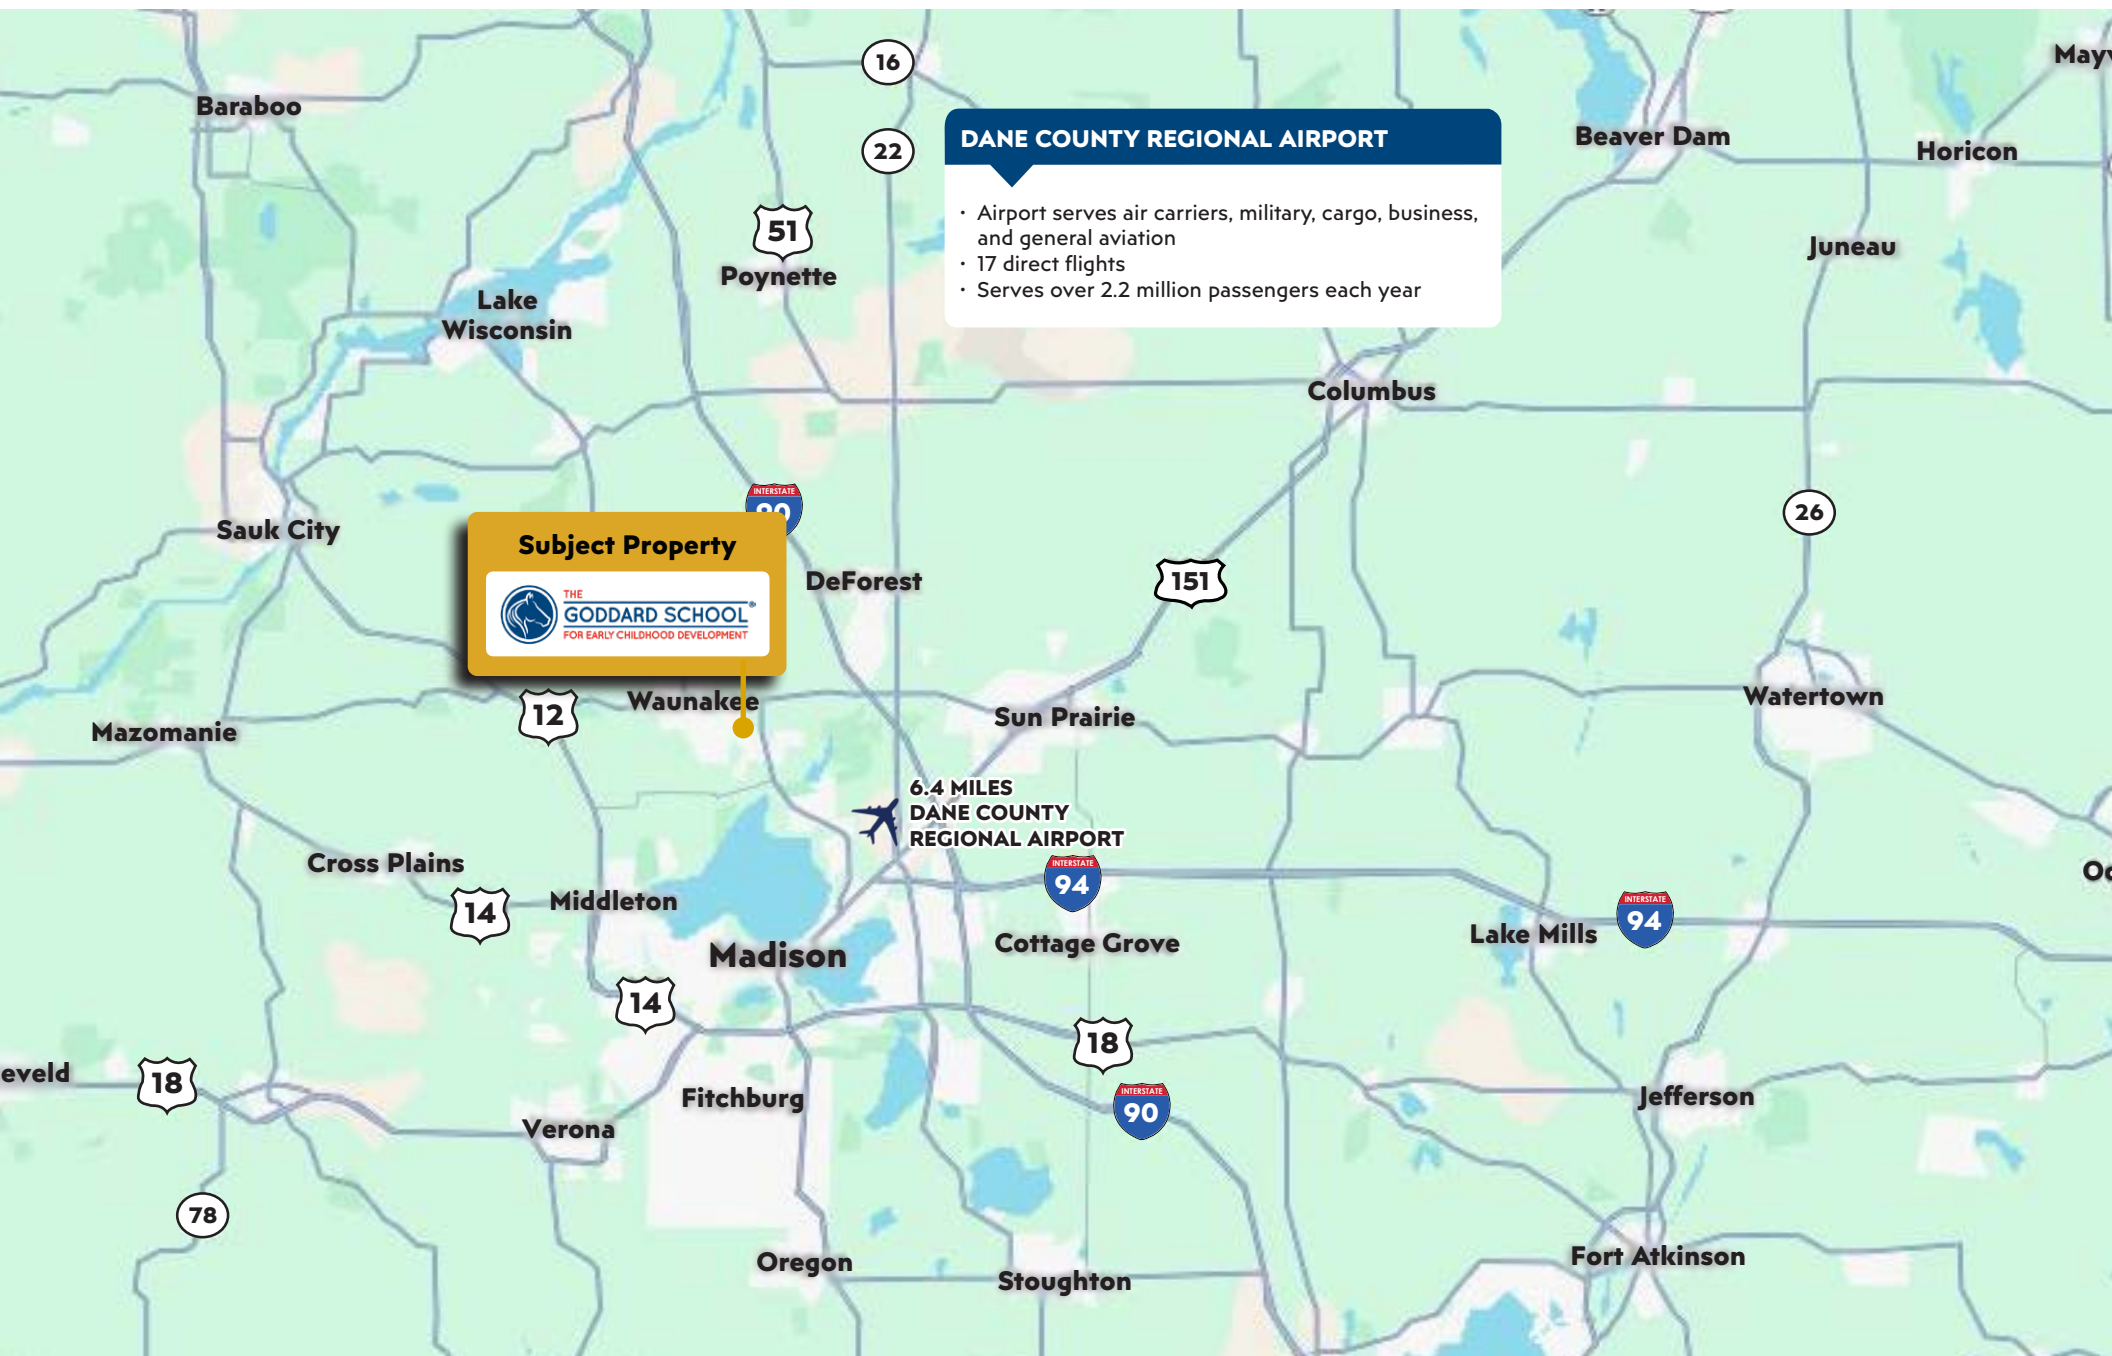 16
Mayv
Baraboo
22
DANE COUNTY REGIONAL AIRPORT
Beaver Dam
Horicon
· Airport serves air carriers, military, cargo, business,
and general aviation
· 17 direct flights
· Serves over 2.2 million passengers each year
51
Poynette
Juneau
Lake
Wisconsin
Columbus
INTERSTATE
90
Sauk City
26
Subject Property
THE
GODDARD SCHOOL®
FOR EARLY CHILDHOOD DEVELOPMENT
DeForest
151
Waunakee
12
Sun Prairie
Watertown
Mazomanie
6.4 MILES
DANE COUNTY
REGIONAL AIRPORT
Cross Plains
INTERSTATE
94
Oc
14
Middleton
INTERSTATE
94
Lake Mills
Cottage Grove
Madison
14
18
eveld
18
Fitchburg
INTERSTATE
90
Jefferson
Verona
78
Oregon
Stoughton
Fort Atkinson